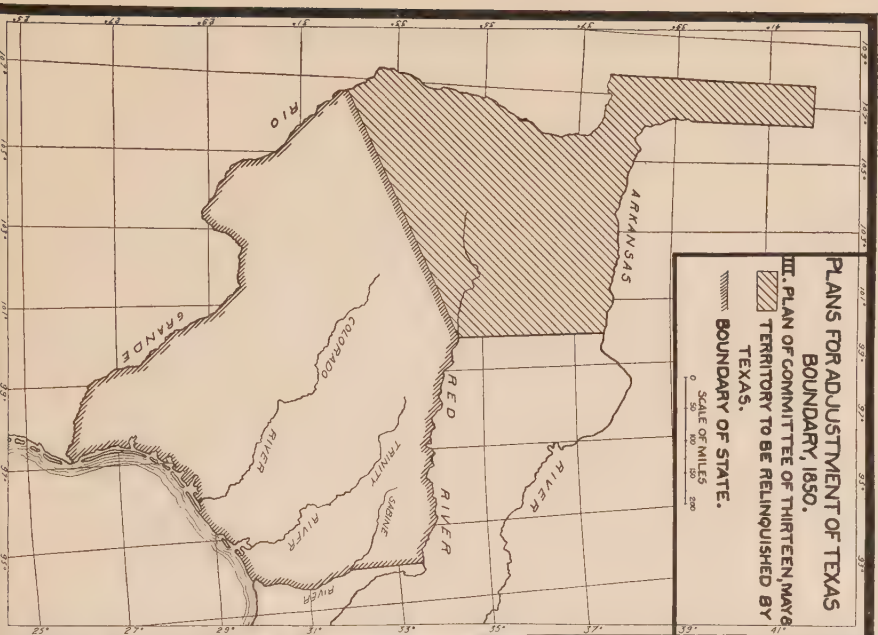 PLANS FOR ADJUSTMENT OF TEXAS
BOUNDARY, 1850.
III. PLAN OF COMMITTEE OF THIRTEEN, MAY 8
TERRITORY TO BE RELINQUISHED BY
TEXAS.
BOUNDARY OF STATE.
SCALE OF MILES
0 50 100 150 200
ARKANSAS
RIVER
RED
RIVER
RIO
GRANDE
COLORADO
RIVER
TRINITY
RIVER
SABINE
RIVER
25°
27°
29°
31°
33°
35°
37°
39°